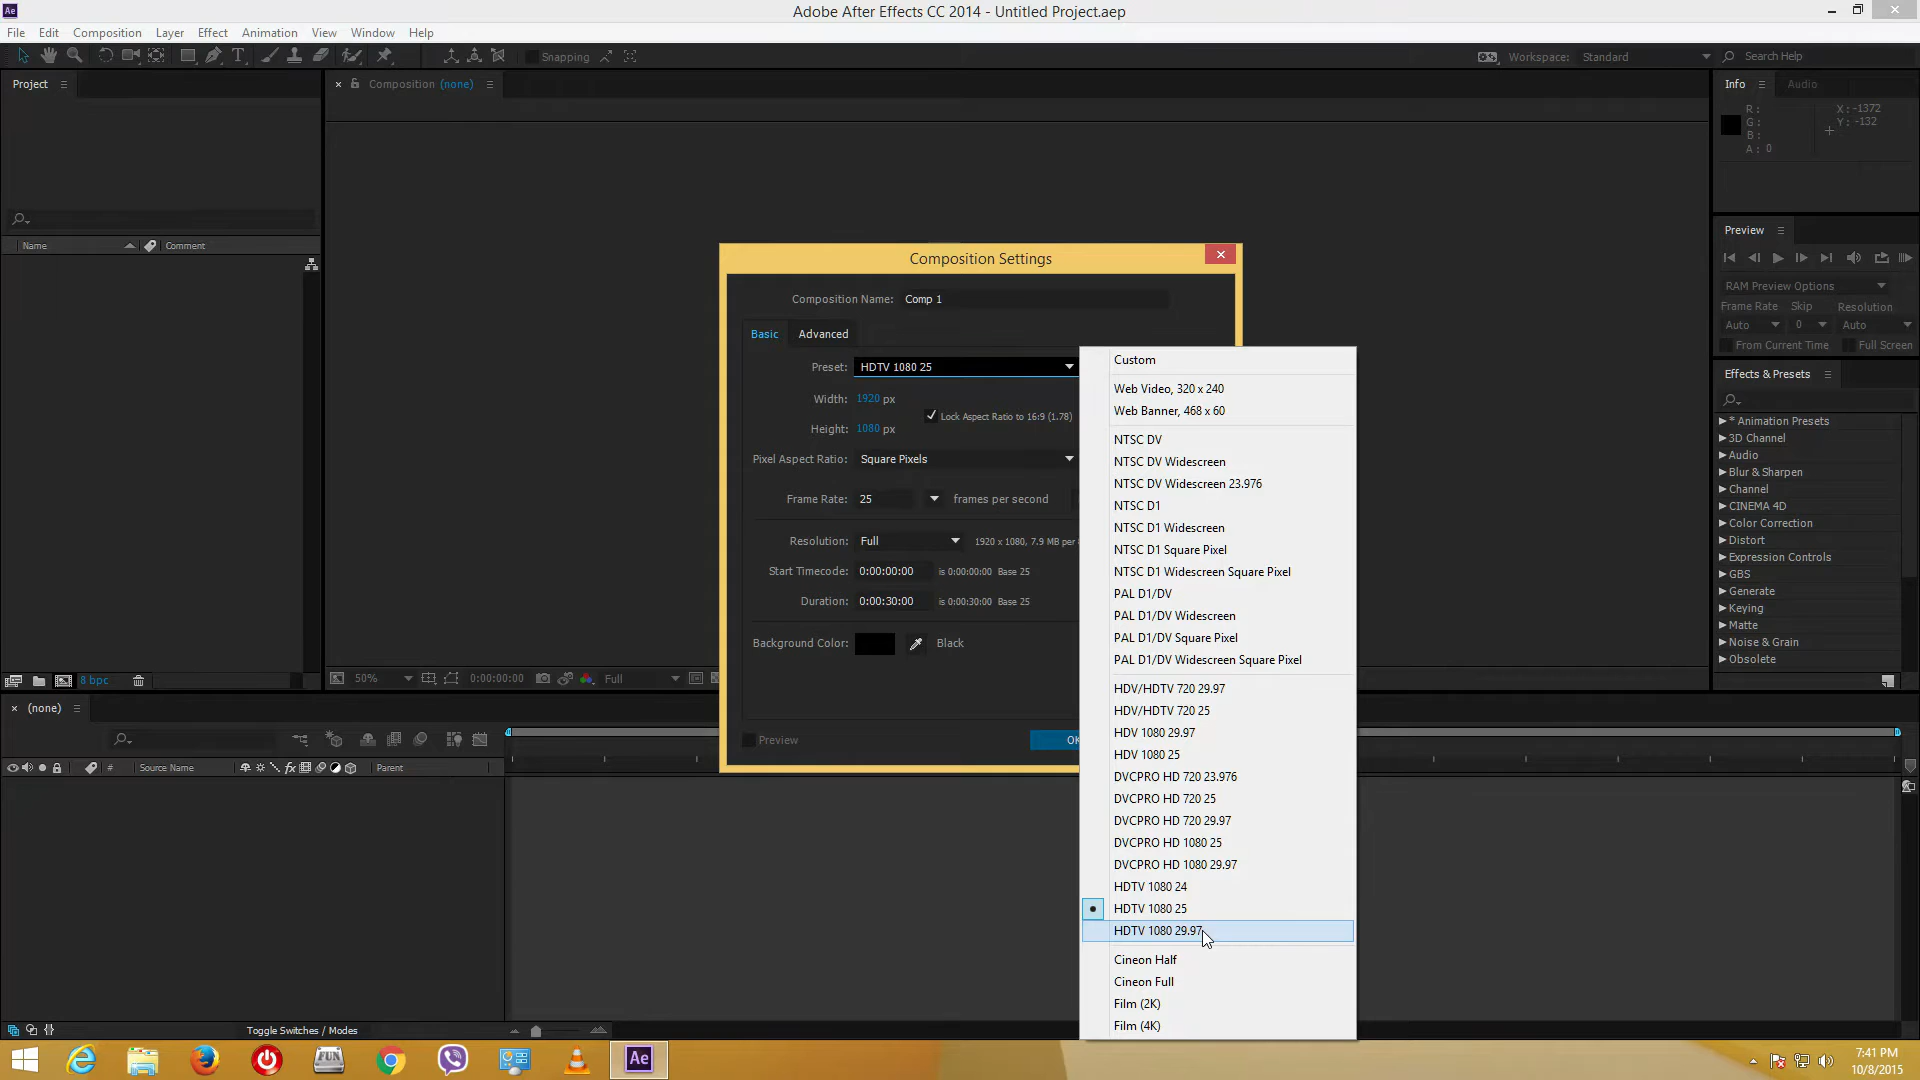 Ae
Adobe After Effects CC 2014 - Untitled Project.aep
File Edit Composition Layer Effect Animation View Window Help
Snapping
Workspace: Standard
Search Help
Project
Composition (none)
Info Audio
R: X: -1372
G: Y: -132
B:
A: 0
Name Comment
Preview
RAM Preview Options
Frame Rate Skip Resolution
Auto 0 Auto
From Current Time Full Screen
Effects & Presets
* Animation Presets
3D Channel
Audio
Blur & Sharpen
Channel
CINEMA 4D
Color Correction
Distort
Expression Controls
GBS
Generate
Keying
Matte
Noise & Grain
Obsolete
Composition Settings
Composition Name: Comp 1
Basic Advanced
Preset: HDTV 1080 25
Width: 1920 px
Lock Aspect Ratio to 16:9 (1.78)
Height: 1080 px
Pixel Aspect Ratio: Square Pixels
Frame Rate: 25 frames per second
Resolution: Full 1920 x 1080, 7.9 MB per
Start Timecode: 0:00:00:00 is 0:00:00:00 Base 25
Duration: 0:00:30:00 is 0:00:30:00 Base 25
Background Color: Black
Preview
OK
Custom
Web Video, 320 x 240
Web Banner, 468 x 60
NTSC DV
NTSC DV Widescreen
NTSC DV Widescreen 23.976
NTSC D1
NTSC D1 Widescreen
NTSC D1 Square Pixel
NTSC D1 Widescreen Square Pixel
PAL D1/DV
PAL D1/DV Widescreen
PAL D1/DV Square Pixel
PAL D1/DV Widescreen Square Pixel
HDV/HDTV 720 29.97
HDV/HDTV 720 25
HDV 1080 29.97
HDV 1080 25
DVCPRO HD 720 23.976
DVCPRO HD 720 25
DVCPRO HD 720 29.97
DVCPRO HD 1080 25
DVCPRO HD 1080 29.97
HDTV 1080 24
HDTV 1080 25
HDTV 1080 29.97
Cineon Half
Cineon Full
Film (2K)
Film (4K)
8 bpc
50% 0:00:00:00 Full
(none)
# Source Name fx Parent
Toggle Switches / Modes
FUN
Ae
7:41 PM
10/8/2015